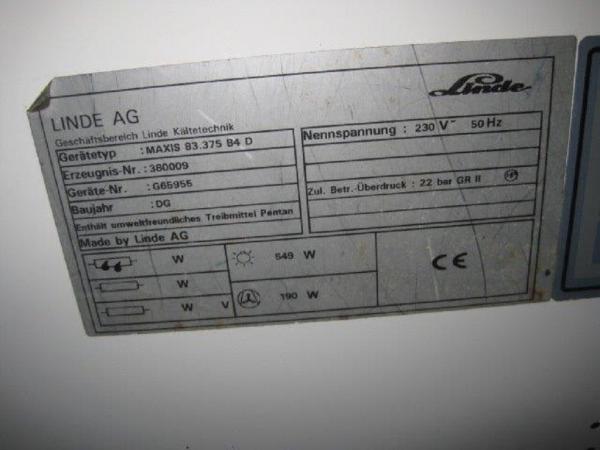 LINDE AG
Linde
Geschäftsbereich Linde Kältetechnik
Gerätetyp : MAXIS 83.375 B4 D
Erzeugnis-Nr. : 380009
Geräte-Nr. : G65955
Baujahr : DG
Enthält umweltfreundliches Treibmittel Pentan
Made by Linde AG
Nennspannung : 230 V~ 50 Hz
Zul. Betr.-Überdruck : 22 bar GR II
W
W
W V
549 W
190 W
CE